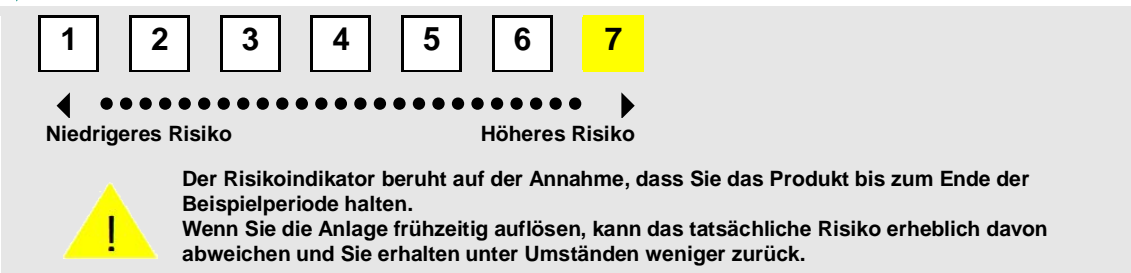 1 2 3 4 5 6 7
Niedrigeres Risiko Höheres Risiko
!
Der Risikoindikator beruht auf der Annahme, dass Sie das Produkt bis zum Ende der
Beispielperiode halten.
Wenn Sie die Anlage frühzeitig auflösen, kann das tatsächliche Risiko erheblich davon
abweichen und Sie erhalten unter Umständen weniger zurück.